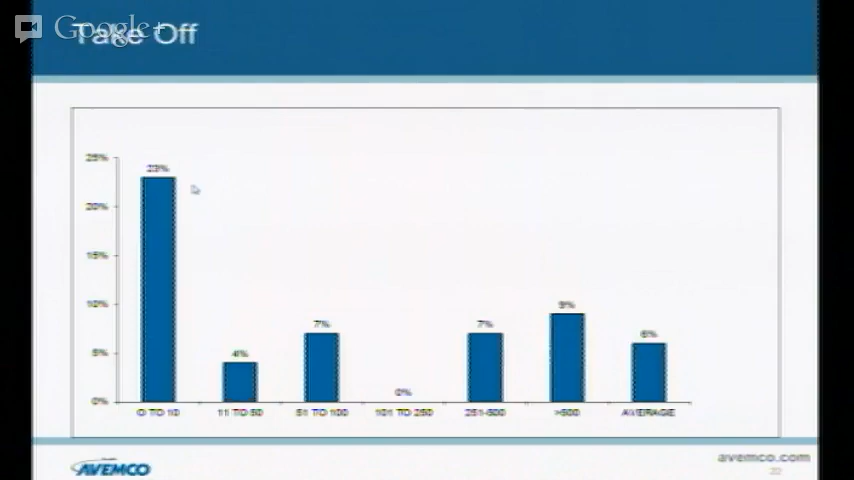 Google+
Take Off
25%
23%
20%
15%
10%
9%
7%
7%
6%
5%
4%
0%
0%
0 TO 10
11 TO 50
51 TO 100
101 TO 250
251-500
>500
AVERAGE
AVEMCO
avemco.com